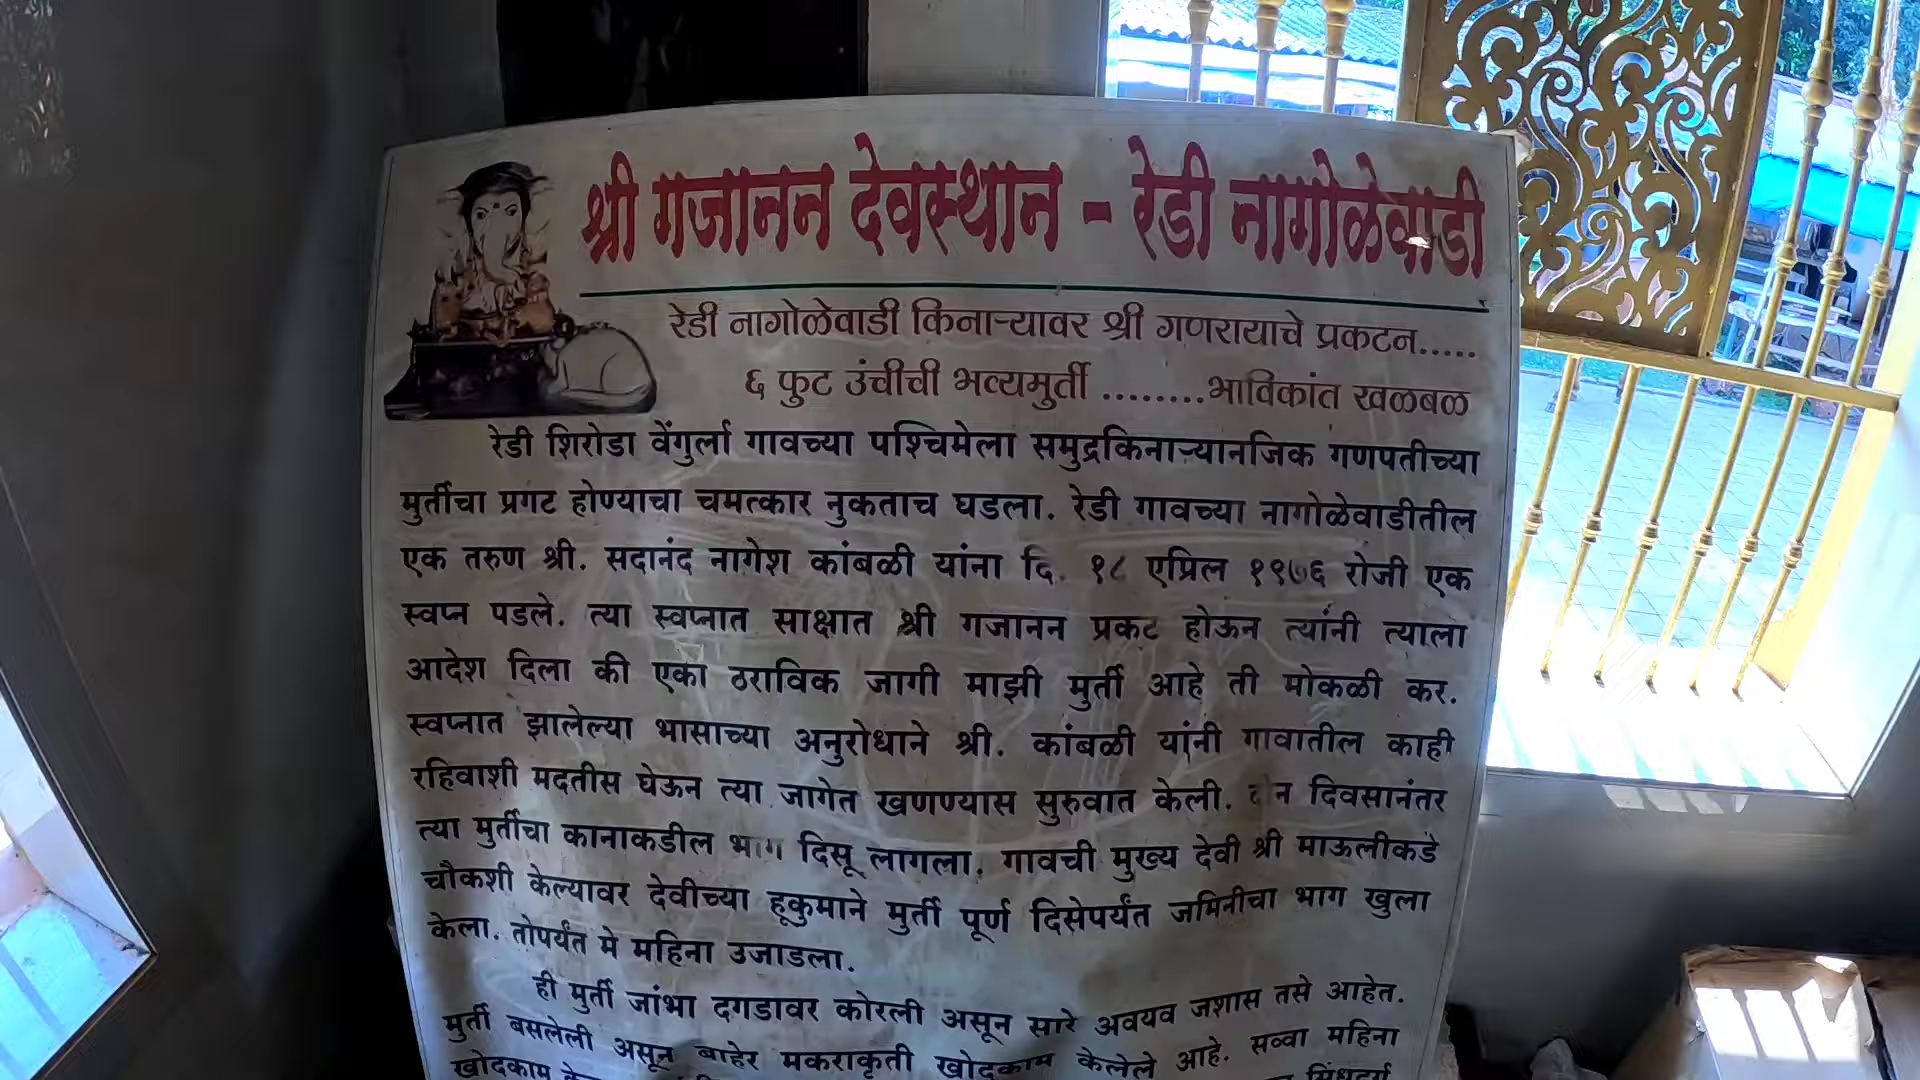 श्री गजानन देवस्थान - रेडी नागोळेवाडी
रेडी नागोळेवाडी किनाऱ्यावर श्री गणरायाचे प्रकटन.....
६ फुट उंचीची भव्यमुर्ती ........भाविकांत खळबळ
रेडी शिरोडा वेंगुर्ला गावच्या पश्चिमेला समुद्रकिनाऱ्यानजिक गणपतीच्या
मुर्तीचा प्रगट होण्याचा चमत्कार नुकताच घडला. रेडी गावच्या नागोळेवाडीतील
एक तरुण श्री. सदानंद नागेश कांबळी यांना दि. १८ एप्रिल १९७६ रोजी एक
स्वप्न पडले. त्या स्वप्नात साक्षात श्री गजानन प्रकट होऊन त्यांनी त्याला
आदेश दिला की एका ठराविक जागी माझी मुर्ती आहे ती मोकळी कर.
स्वप्नात झालेल्या भासाच्या अनुरोधाने श्री. कांबळी यांनी गावातील काही
रहिवाशी मदतीस घेऊन त्या जागेत खणण्यास सुरुवात केली. दोन दिवसानंतर
त्या मुर्तीचा कानाकडील भाग दिसू लागला. गावची मुख्य देवी श्री माऊलीकडे
चौकशी केल्यावर देवीच्या हूकुमाने मुर्ती पूर्ण दिसेपर्यंत जमिनीचा भाग खुला
केला. तोपर्यंत मे महिना उजाडला.
ही मुर्ती जांभा दगडावर कोरली असून सारे अवयव जशास तसे आहेत.
मुर्ती बसलेली असून बाहेर मकराकृती खोदकाम केलेले आहे. सव्वा महिना
खोदकाम